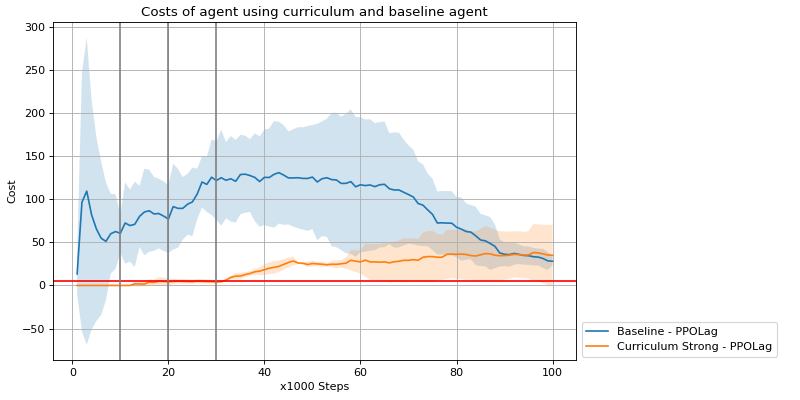 Costs of agent using curriculum and baseline agent
300
250
200
150
100
50
0
−50
Cost
0
20
40
60
80
100
x1000 Steps
Baseline - PPOLag
Curriculum Strong - PPOLag